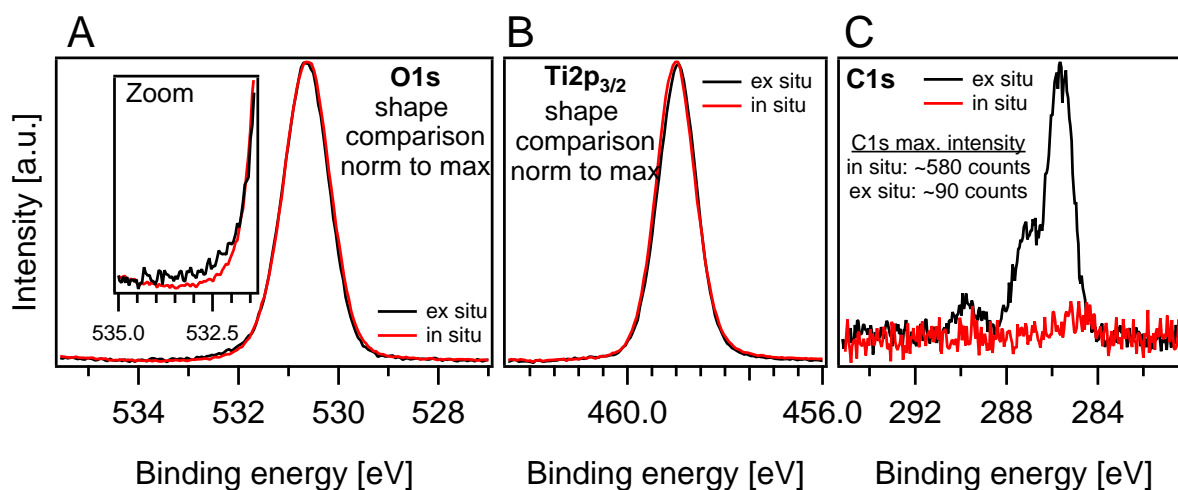 A
Intensity [a.u.]
Zoom
535.0 532.5
O1s
shape
comparison
norm to max
ex situ
in situ
534 532 530 528
Binding energy [eV]
B
Ti2p3/2
shape
comparison
norm to max
ex situ
in situ
460.0 456.0
Binding energy [eV]
C
C1s
ex situ
in situ
C1s max. intensity
in situ: ~580 counts
ex situ: ~90 counts
292 288 284
Binding energy [eV]